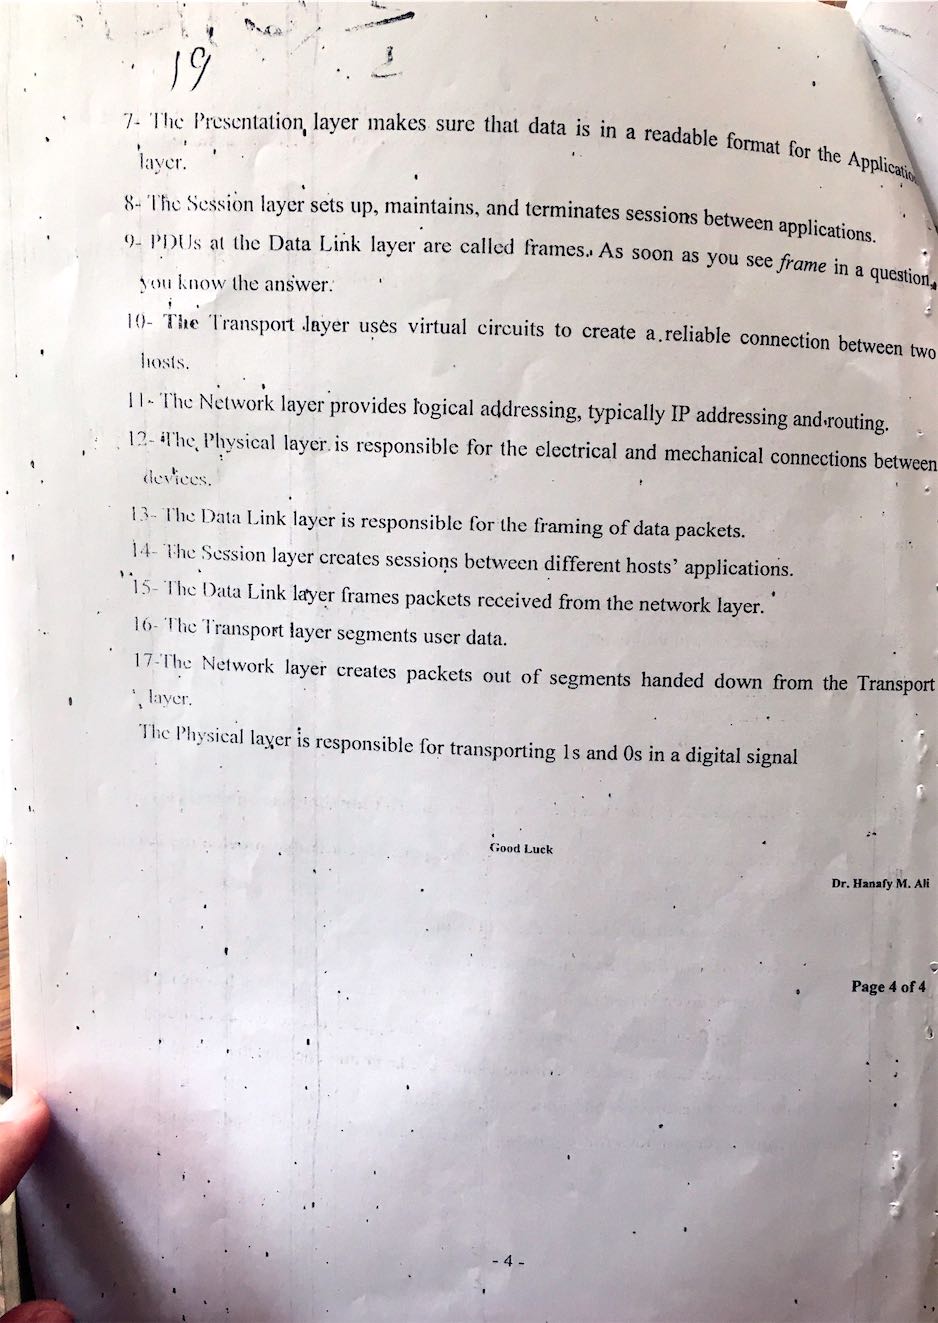 19
7- The Presentation layer makes sure that data is in a readable format for the Applicatio
layer.
8- The Session layer sets up, maintains, and terminates sessions between applications.
9- PDUs at the Data Link layer are called frames. As soon as you see frame in a question,
you know the answer.
10- The Transport layer uses virtual circuits to create a reliable connection between two
hosts.
11- The Network layer provides logical addressing, typically IP addressing and routing.
12- The Physical layer is responsible for the electrical and mechanical connections between
devices.
13- The Data Link layer is responsible for the framing of data packets.
14- The Session layer creates sessions between different hosts' applications.
15- The Data Link layer frames packets received from the network layer.
16- The Transport layer segments user data.
17-The Network layer creates packets out of segments handed down from the Transport
layer.
The Physical layer is responsible for transporting 1s and 0s in a digital signal
Good Luck
Dr. Hanafy M. Ali
Page 4 of 4
- 4 -